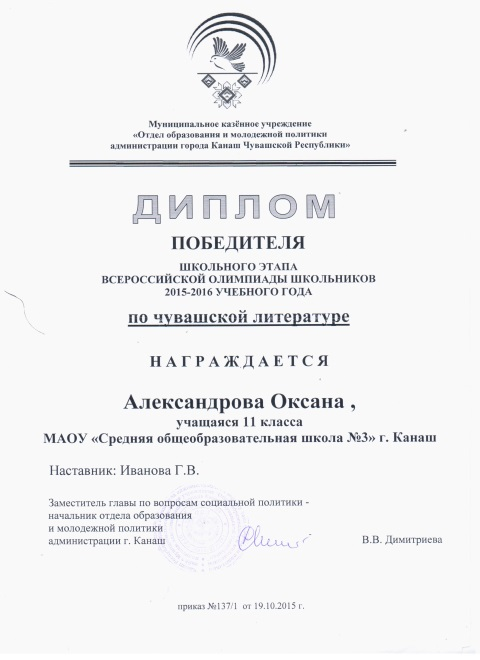 Муниципальное казённое учреждение
«Отдел образования и молодежной политики
администрации города Канаш Чувашской Республики»
ДИПЛОМ
ПОБЕДИТЕЛЯ
ШКОЛЬНОГО ЭТАПА
ВСЕРОССИЙСКОЙ ОЛИМПИАДЫ ШКОЛЬНИКОВ
2015-2016 УЧЕБНОГО ГОДА
по чувашской литературе
НАГРАЖДАЕТСЯ
Александрова Оксана ,
учащаяся 11 класса
МАОУ «Средняя общеобразовательная школа №3» г. Канаш
Наставник: Иванова Г.В.
Заместитель главы по вопросам социальной политики -
начальник отдела образования
и молодежной политики
администрации г. Канаш В.В. Димитриева
приказ №137/1 от 19.10.2015 г.